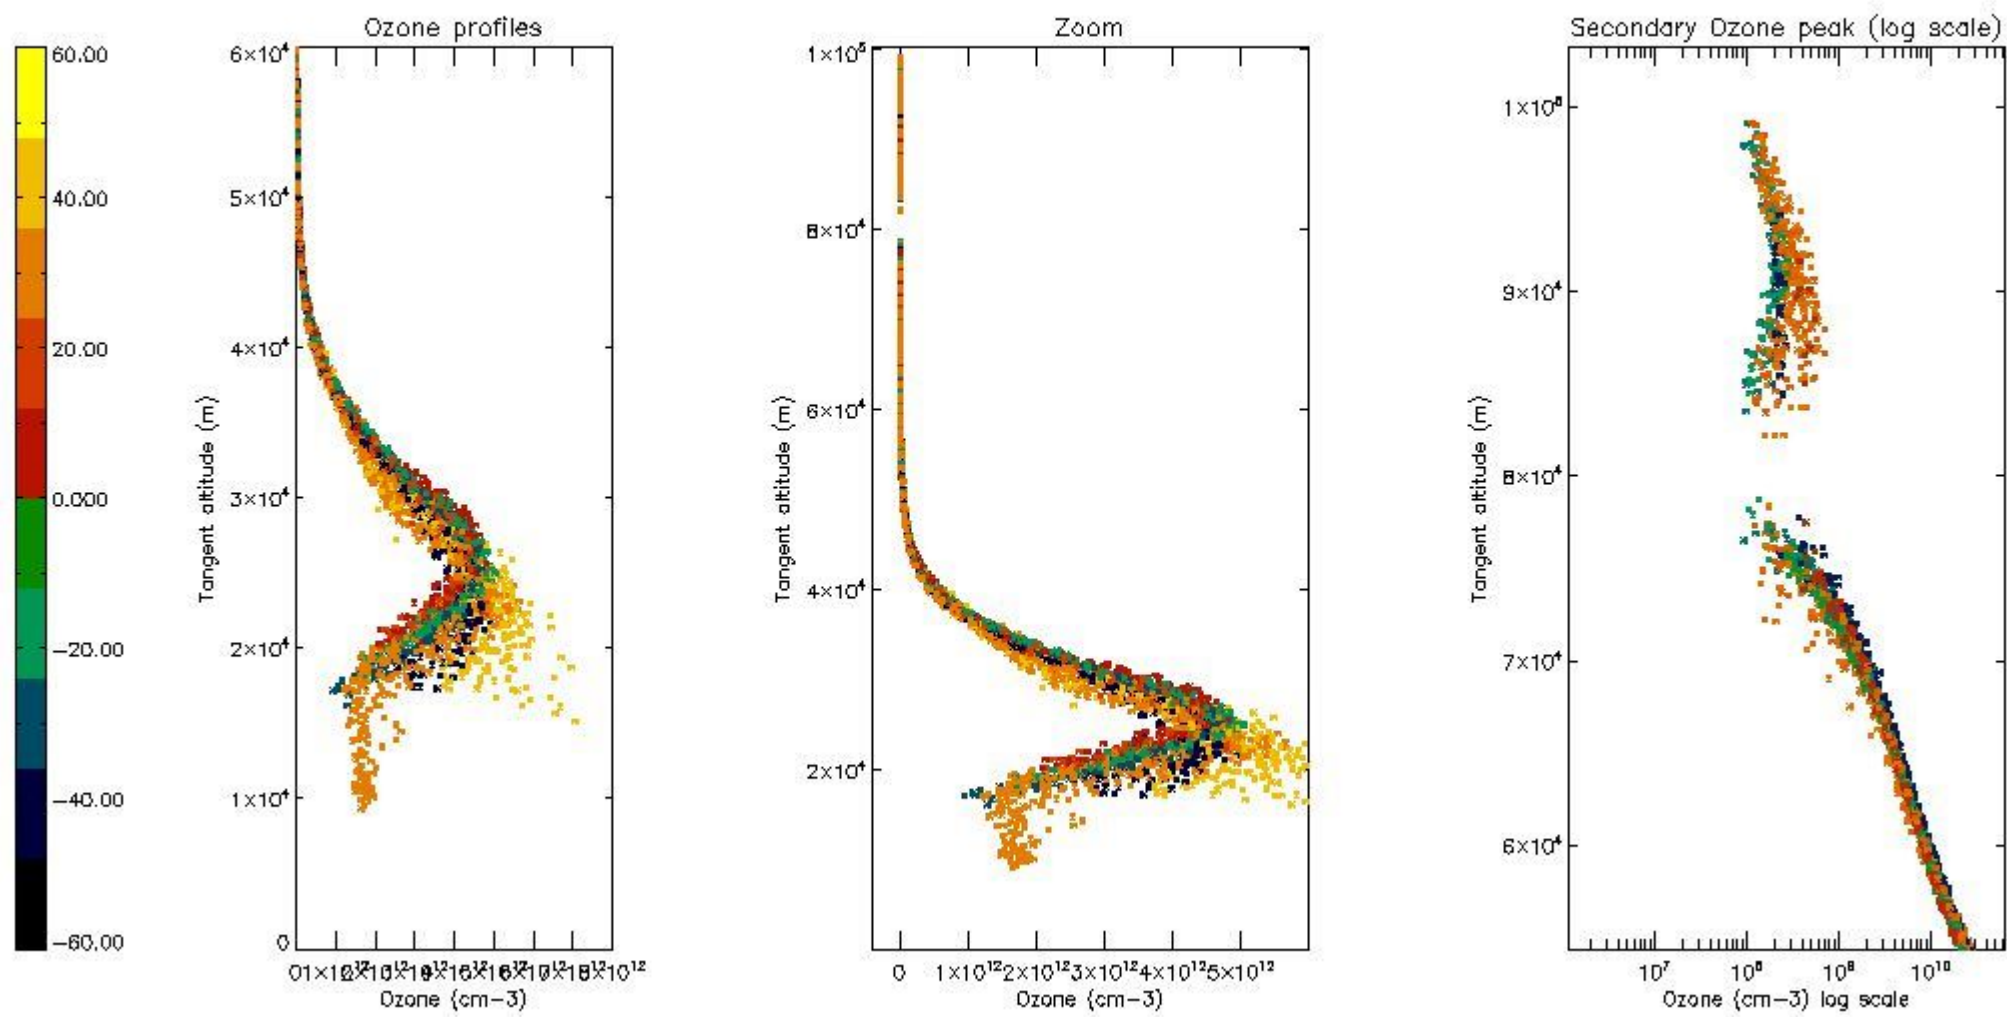 Ozone profiles
Zoom
Secondary Ozone peak (log scale)
60.00
40.00
20.00
0.000
−20.00
−40.00
−60.00
6×10⁴
5×10⁴
4×10⁴
3×10⁴
2×10⁴
1×10⁴
0
Tangent altitude (m)
Ozone (cm−3)
1×10⁵
8×10⁴
6×10⁴
4×10⁴
2×10⁴
Tangent altitude (m)
0 1×10¹² 2×10¹² 3×10¹² 4×10¹² 5×10¹²
Ozone (cm−3)
9×10⁴
8×10⁴
7×10⁴
6×10⁴
Tangent altitude (m)
10⁷ 10⁸ 10⁹ 10¹⁰
Ozone (cm−3) log scale